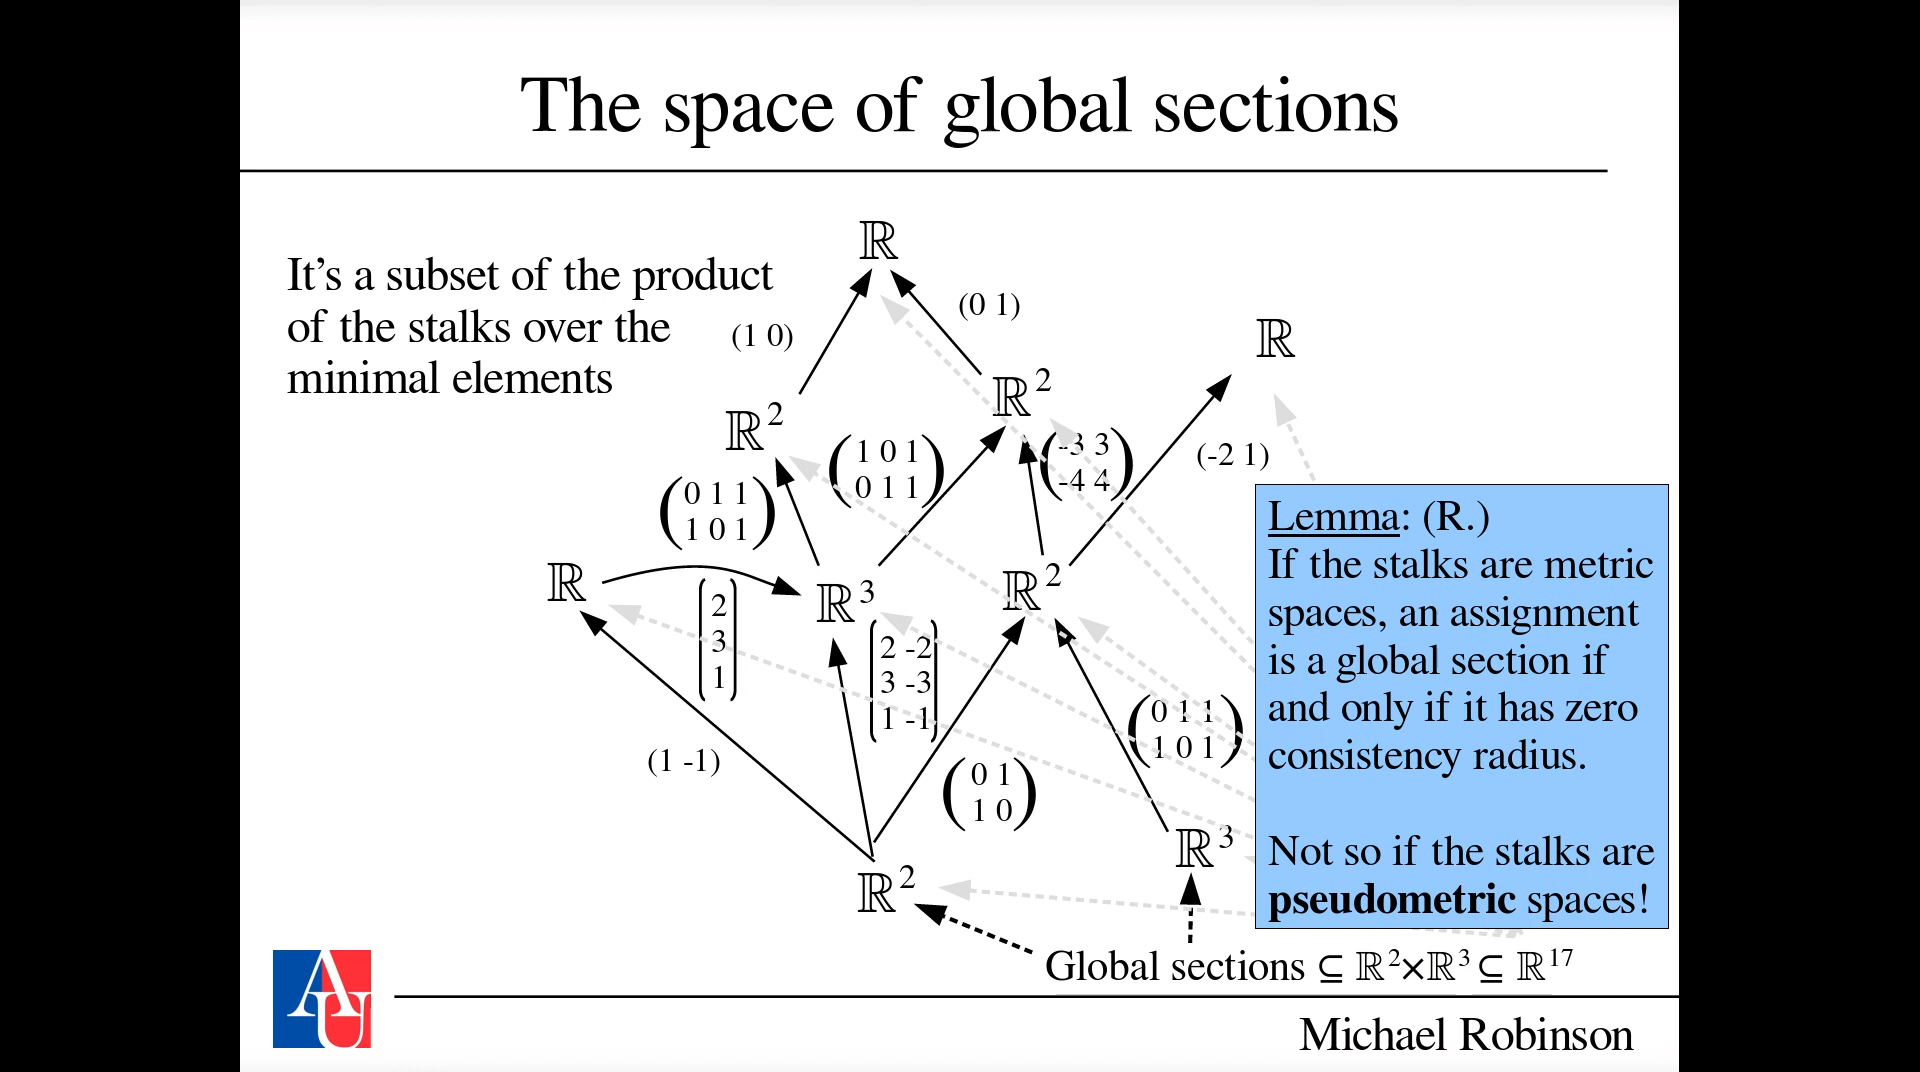 The space of global sections
It's a subset of the product
of the stalks over the
minimal elements
ℝ
(1 0)
(0 1)
ℝ
ℝ²
ℝ²
(0 1 1
1 0 1)
(1 0 1
0 1 1)
(-3 3
-4 4)
(-2 1)
ℝ
ℝ³
ℝ²
(2
3
1)
(2 -2
3 -3
1 -1)
(1 -1)
(0 1
1 0)
(0 1 1
1 0 1)
ℝ²
ℝ³
Lemma: (R.)
If the stalks are metric
spaces, an assignment
is a global section if
and only if it has zero
consistency radius.
Not so if the stalks are
pseudometric spaces!
Global sections ⊆ ℝ²×ℝ³ ⊆ ℝ¹⁷
AU
Michael Robinson